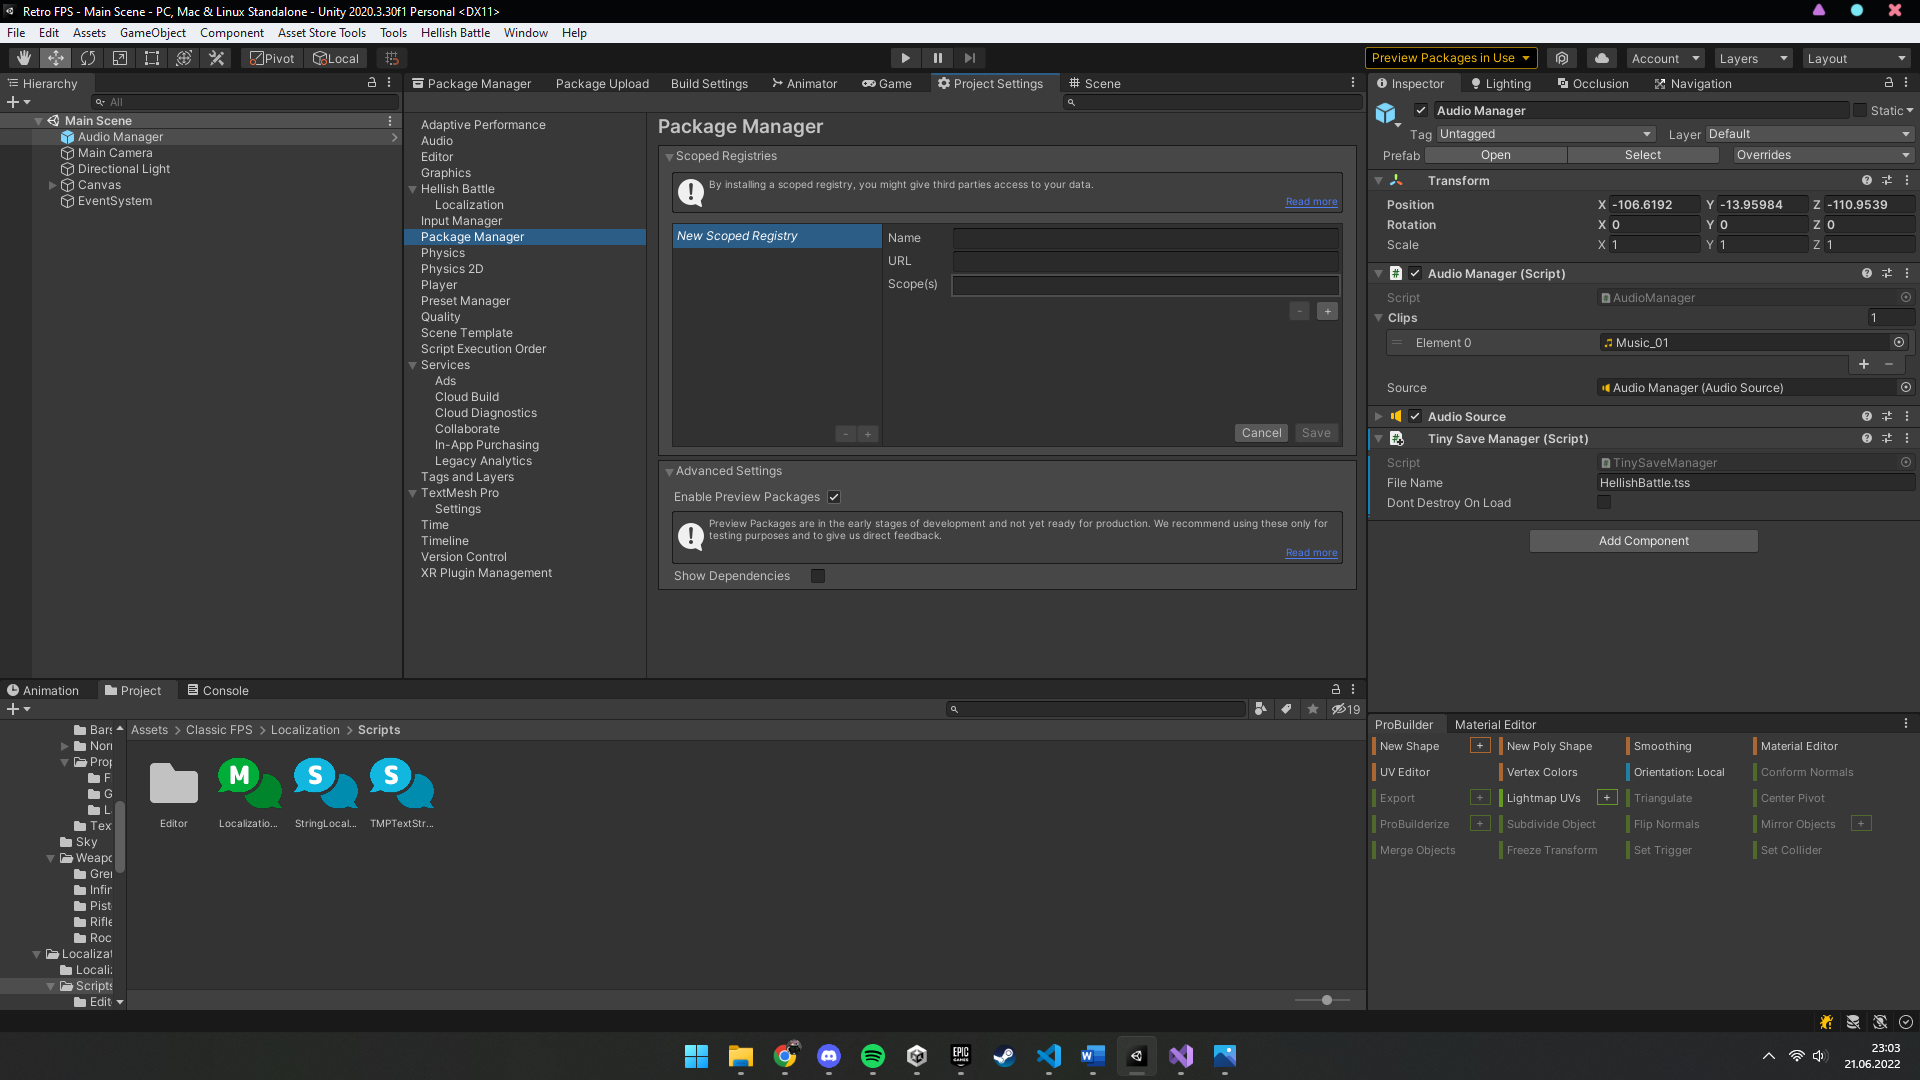 Retro FPS - Main Scene - PC, Mac & Linux Standalone - Unity 2020.3.30f1 Personal <DX11>
File Edit Assets GameObject Component Asset Store Tools Tools Hellish Battle Window Help
Pivot Local
Preview Packages in Use
Account
Layers
Layout
Hierarchy
All
Main Scene
Audio Manager
Main Camera
Directional Light
Canvas
EventSystem
Package Manager Package Upload Build Settings Animator Game Project Settings Scene
Adaptive Performance
Audio
Editor
Graphics
Hellish Battle
Localization
Input Manager
Package Manager
Physics
Physics 2D
Player
Preset Manager
Quality
Scene Template
Script Execution Order
Services
Ads
Cloud Build
Cloud Diagnostics
Collaborate
In-App Purchasing
Legacy Analytics
Tags and Layers
TextMesh Pro
Settings
Time
Timeline
Version Control
XR Plugin Management
Package Manager
Scoped Registries
By installing a scoped registry, you might give third parties access to your data.
Read more
New Scoped Registry
Name
URL
Scope(s)
- +
- +
Cancel Save
Advanced Settings
Enable Preview Packages
Preview Packages are in the early stages of development and not yet ready for production. We recommend using these only for
testing purposes and to give us direct feedback.
Read more
Show Dependencies
Inspector Lighting Occlusion Navigation
Audio Manager Static
Tag Untagged Layer Default
Prefab Open Select Overrides
Transform
Position X -106.6192 Y -13.95984 Z -110.9539
Rotation X 0 Y 0 Z 0
Scale X 1 Y 1 Z 1
Audio Manager (Script)
Script AudioManager
Clips 1
Element 0 Music_01
+ -
Source Audio Manager (Audio Source)
Audio Source
Tiny Save Manager (Script)
Script TinySaveManager
File Name HellishBattle.tss
Dont Destroy On Load
Add Component
Animation Project Console
19
Bars
Norr
Prop
F
G
L
Tex
Sky
Weapo
Gre
Infir
Pist
Rifle
Roc
Localizat
Localiz
Scripts
Edit
Assets > Classic FPS > Localization > Scripts
M S S
Editor Localizatio... StringLocal... TMPTextStr...
ProBuilder Material Editor
New Shape + New Poly Shape Smoothing Material Editor
UV Editor Vertex Colors Orientation: Local Conform Normals
Export + Lightmap UVs + Triangulate Center Pivot
ProBuilderize + Subdivide Object Flip Normals Mirror Objects +
Merge Objects Freeze Transform Set Trigger Set Collider
EPIC
GAMES
23:03
21.06.2022